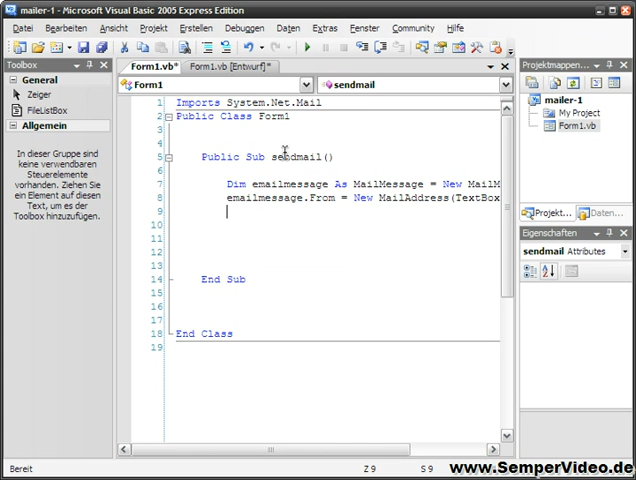 mailer-1 - Microsoft Visual Basic 2005 Express Edition
Datei Bearbeiten Ansicht Projekt Erstellen Debuggen Daten Extras Fenster Community Hilfe
Toolbox
General
Zeiger
FileListBox
Allgemein
In dieser Gruppe sind
keine verwendbaren
Steuerelemente
vorhanden. Ziehen Sie
ein Element auf diesen
Text, um es der
Toolbox hinzuzufügen.
Form1.vb* Form1.vb [Entwurf]*
Form1 sendmail
1 Imports System.Net.Mail
2 Public Class Form1
3
4
5 Public Sub sendmail()
6
7 Dim emailmessage As MailMessage = New MailM
8 emailmessage.From = New MailAddress(TextBox
9
10
11
12
13
14 End Sub
15
16
17
18 End Class
19
Projektmappen...
mailer-1
My Project
Form1.vb
Projekt... Daten...
Eigenschaften
sendmail Attributes
Bereit Z 9 S 9
www.SemperVideo.de